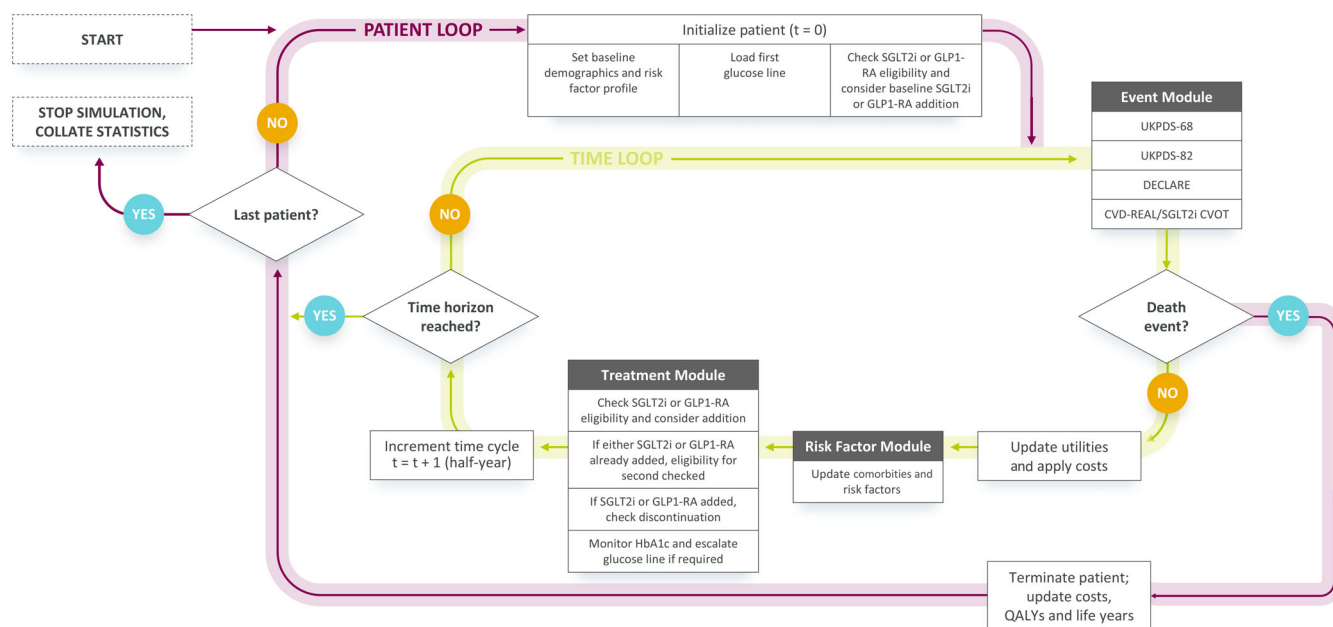 START
PATIENT LOOP
Initialize patient (t = 0)
Set baseline
demographics and risk
factor profile
Load first
glucose line
Check SGLT2i or GLP1-
RA eligibility and
consider baseline SGLT2i
or GLP1-RA addition
STOP SIMULATION,
COLLATE STATISTICS
NO
YES
Last patient?
TIME LOOP
NO
Event Module
UKPDS-68
UKPDS-82
DECLARE
CVD-REAL/SGLT2i CVOT
YES
Time horizon
reached?
Death
event?
YES
NO
Treatment Module
Check SGLT2i or GLP1-RA
eligibility and consider addition
If either SGLT2i or GLP1-RA
already added, eligibility for
second checked
If SGLT2i or GLP1-RA added,
check discontinuation
Monitor HbA1c and escalate
glucose line if required
Increment time cycle
t = t + 1 (half-year)
Risk Factor Module
Update comorbities and
risk factors
Update utilities
and apply costs
Terminate patient;
update costs,
QALYs and life years